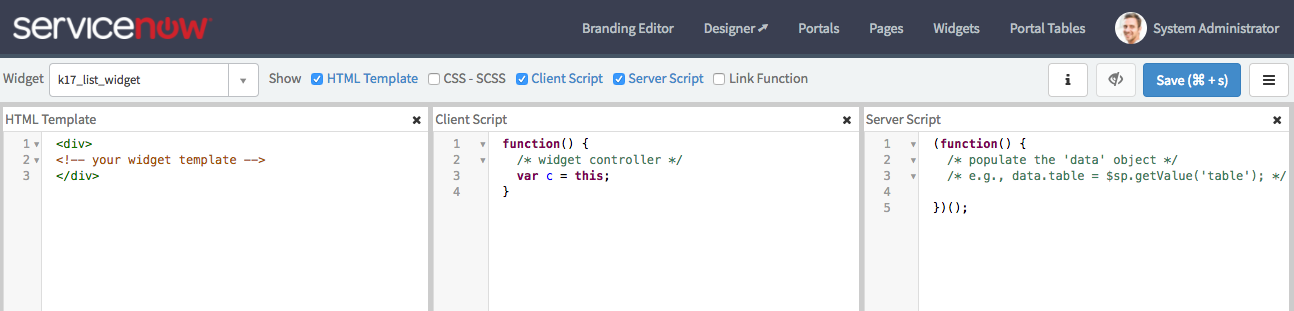 servicenow
Branding Editor Designer Portals Pages Widgets Portal Tables System Administrator
Widget k17_list_widget Show HTML Template CSS - SCSS Client Script Server Script Link Function i Save (⌘ + s)
HTML Template
1 <div>
2 <!-- your widget template -->
3 </div>
Client Script
1 function() {
2 /* widget controller */
3 var c = this;
4 }
Server Script
1 (function() {
2 /* populate the 'data' object */
3 /* e.g., data.table = $sp.getValue('table'); */
4
5 })();